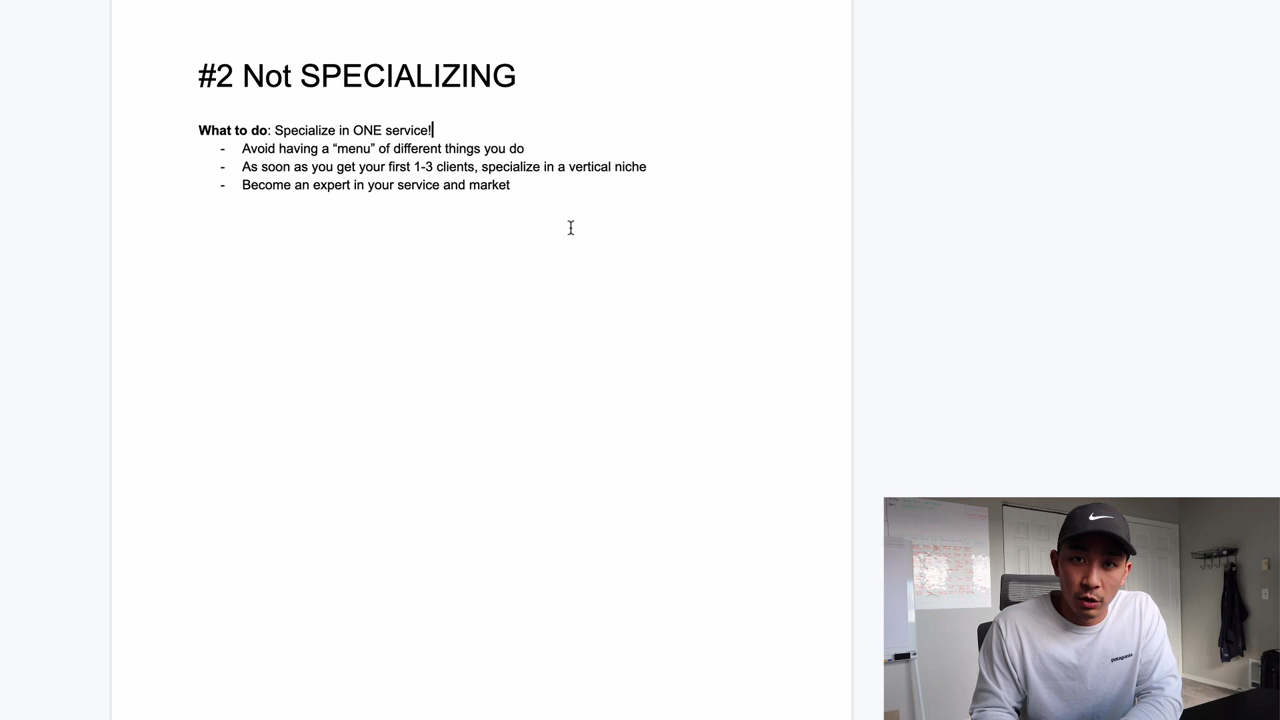 #2 Not SPECIALIZING
What to do: Specialize in ONE service!
- Avoid having a “menu” of different things you do
- As soon as you get your first 1-3 clients, specialize in a vertical niche
- Become an expert in your service and market
patagonia